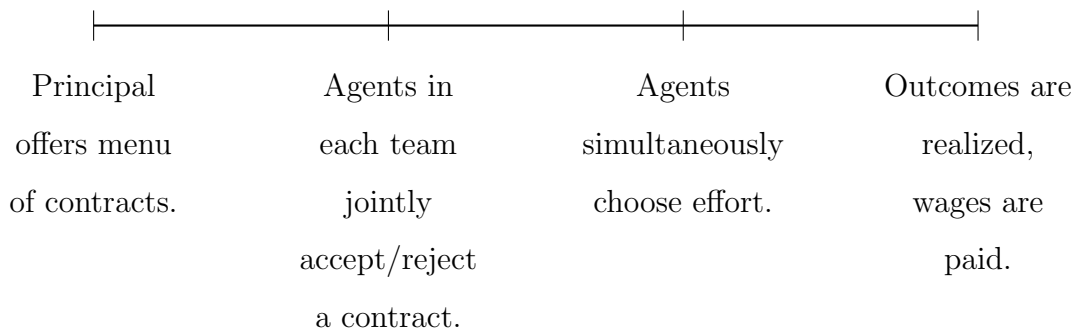 Principal
offers menu
of contracts.
Agents in
each team
jointly
accept/reject
a contract.
Agents
simultaneously
choose effort.
Outcomes are
realized,
wages are
paid.